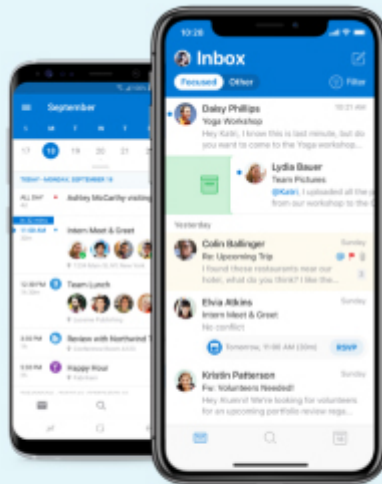 September
17
18
19
20
21
TODAY · MONDAY, SEPTEMBER 18
ALL DAY
Ashley McCarthy visiting
11:00 AM
Intern Meet & Greet
12:30 PM
Team Lunch
Review with Northwind T
Happy Hour
10:28
Inbox
Focused
Other
Filter
Daisy Phillips
10:21 AM
Yoga Workshop
Hey Katri, I know this is last minute, but do
you want to come to the Yoga workshop...
Lydia Bauer
Team Pictures
@Katri, I uploaded all the p
from our workshop to the
Yesterday
Colin Ballinger
Sunday
Re: Upcoming Trip
I found these restaurants near our
hotel, what do you think? I like the...
Elvia Atkins
Sunday
Intern Meet & Greet
No conflict
Tomorrow, 11:00 AM (30m)
RSVP
Kristin Patterson
Sunday
Fw: Volunteers Needed!
Hey Alumni! We're looking for volunteers
for an upcoming portfolio review rega...